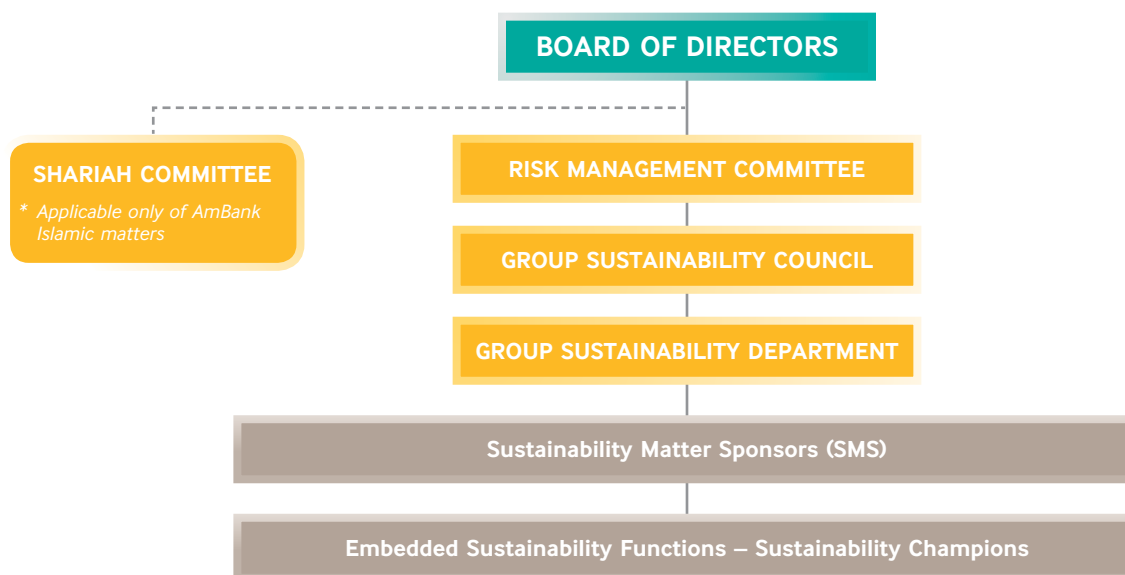 BOARD OF DIRECTORS
SHARIAH COMMITTEE
* Applicable only of AmBank
Islamic matters
RISK MANAGEMENT COMMITTEE
GROUP SUSTAINABILITY COUNCIL
GROUP SUSTAINABILITY DEPARTMENT
Sustainability Matter Sponsors (SMS)
Embedded Sustainability Functions – Sustainability Champions